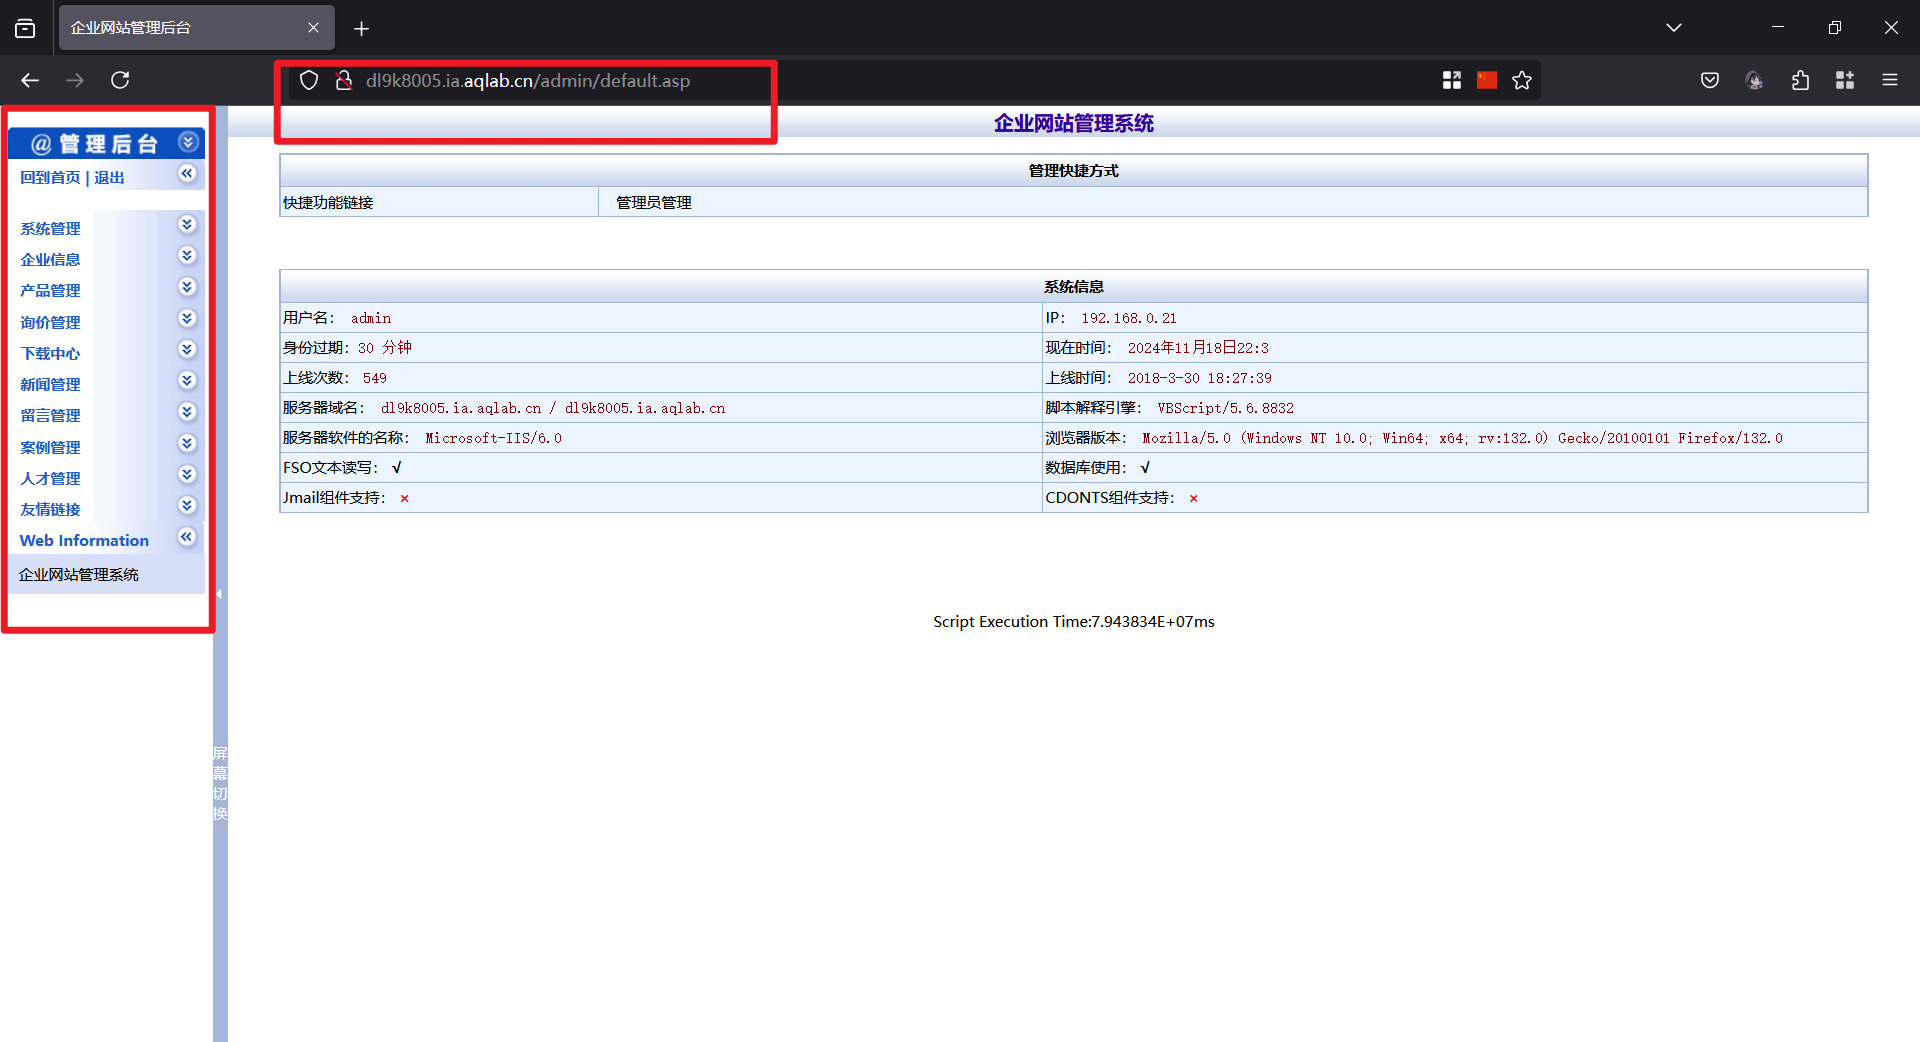 企业网站管理后台
dl9k8005.ia.aqlab.cn/admin/default.asp
@ 管理后台
回到首页 | 退出
系统管理
企业信息
产品管理
询价管理
下载中心
新闻管理
留言管理
案例管理
人才管理
友情链接
Web Information
企业网站管理系统
屏
幕
切
换
企业网站管理系统
管理快捷方式
快捷功能链接 管理员管理
系统信息
用户名： admin IP： 192.168.0.21
身份过期：30 分钟 现在时间： 2024年11月18日22:3
上线次数： 549 上线时间： 2018-3-30 18:27:39
服务器域名： dl9k8005.ia.aqlab.cn / dl9k8005.ia.aqlab.cn 脚本解释引擎： VBScript/5.6.8832
服务器软件的名称： Microsoft-IIS/6.0 浏览器版本： Mozilla/5.0 (Windows NT 10.0; Win64; x64; rv:132.0) Gecko/20100101 Firefox/132.0
FSO文本读写： √ 数据库使用： √
Jmail组件支持： × CDONTS组件支持： ×
Script Execution Time:7.943834E+07ms